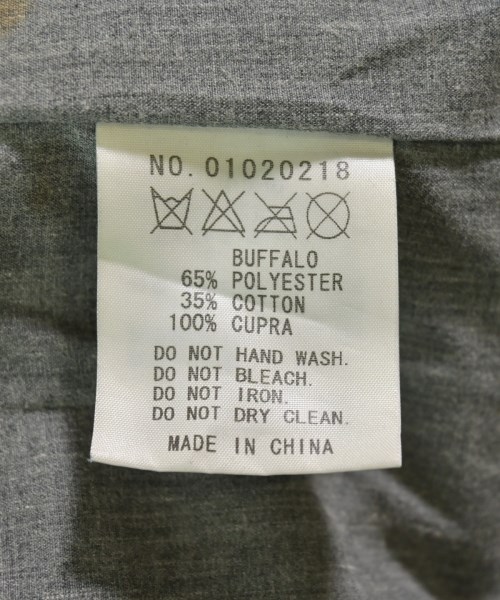 NO. 01020218
BUFFALO
65% POLYESTER
35% COTTON
100% CUPRA
DO NOT HAND WASH.
DO NOT BLEACH.
DO NOT IRON.
DO NOT DRY CLEAN.
MADE IN CHINA